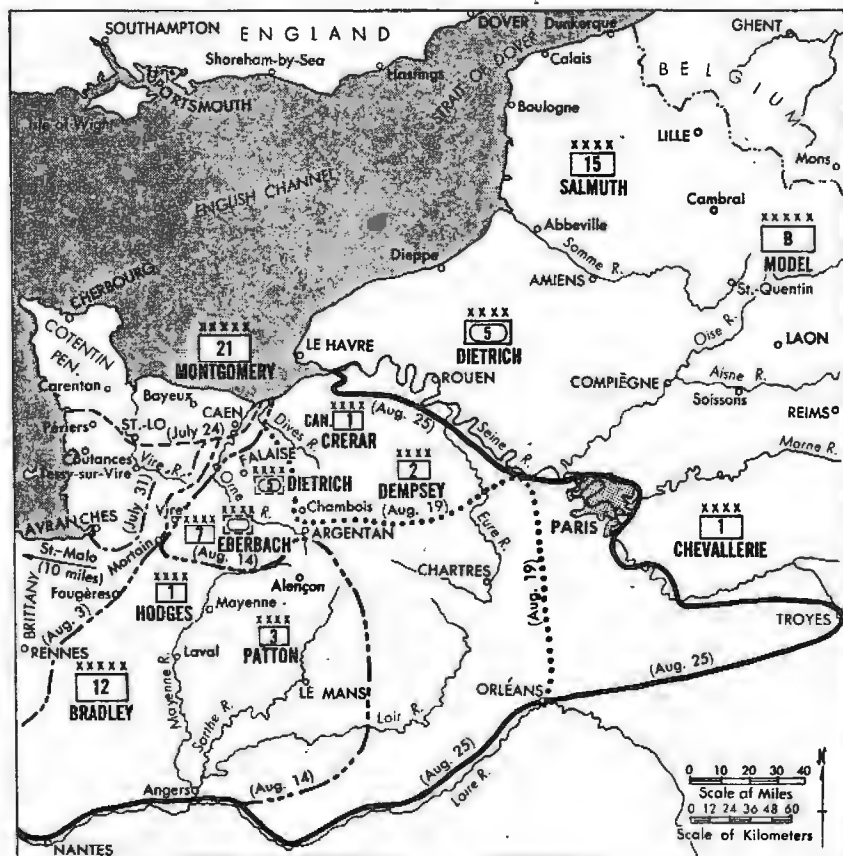 SOUTHAMPTON
ENGLAND
DOVER
Dunkerque
GHENT
Shoreham-by-Sea
Hastings
STRAIT OF DOVER
Calais
BELGIUM
PORTSMOUTH
Isle of Wight
Boulogne
XXXX
15
SALMUTH
LILLE
Mons
ENGLISH CHANNEL
Cambrai
Abbeville
Somme R.
XXXXX
B
MODEL
Dieppe
AMIENS
St.-Quentin
CHERBOURG
COTENTIN
PEN.
XXXXX
21
MONTGOMERY
LE HAVRE
XXXX
5
DIETRICH
Oise R.
LAON
Carentan
Bayeux
ROUEN
COMPIÈGNE
Aisne R.
Soissons
REIMS
Périers
ST.-LO
(July 24)
CAEN
Dives R.
XXXX
CAN. 1
CRERAR
(Aug. 25)
Seine R.
Marne R.
Coutances
Tessy-sur-Vire
Vire R.
Orne
FALAISE
XXXX
5
DIETRICH
XXXX
2
DEMPSEY
(July 31)
Vire
Chambois
(Aug. 19)
PARIS
XXXX
1
CHEVALLERIE
AVRANCHES
XXXX
7
XXXX
EBERBACH
R.
ARGENTAN
Eure R.
St.-Malo
(10 miles)
Mortain
(Aug. 14)
CHARTRES
(Aug. 19)
Fougères
XXXX
1
HODGES
Alençon
BRITTANY
(Aug. 3)
Mayenne
XXXX
3
PATTON
TROYES
RENNES
Laval
(Aug. 25)
XXXXX
12
BRADLEY
Mayenne R.
Sarthe R.
LE MANS
Loir R.
ORLÉANS
(Aug. 25)
Loire R.
Angers
(Aug. 14)
0 10 20 30 40
Scale of Miles
0 12 24 36 48 60
Scale of Kilometers
NANTES